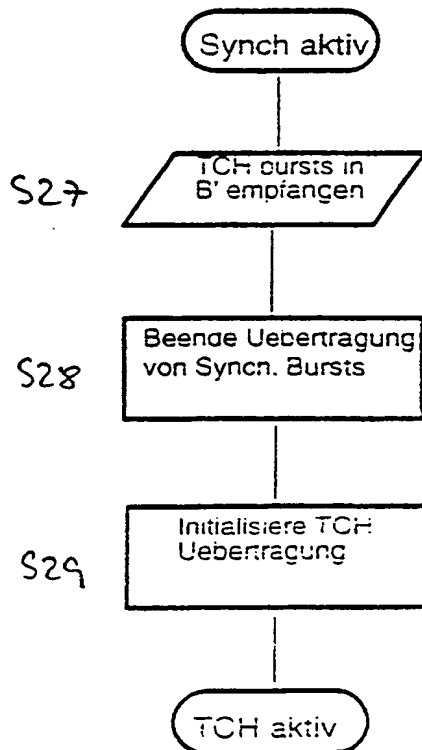 Synch aktiv
S27
TCH bursts in
B' empfangen
S28
Beende Uebertragung
von Synch. Bursts
S29
Initialisiere TCH
Uebertragung
TCH aktiv